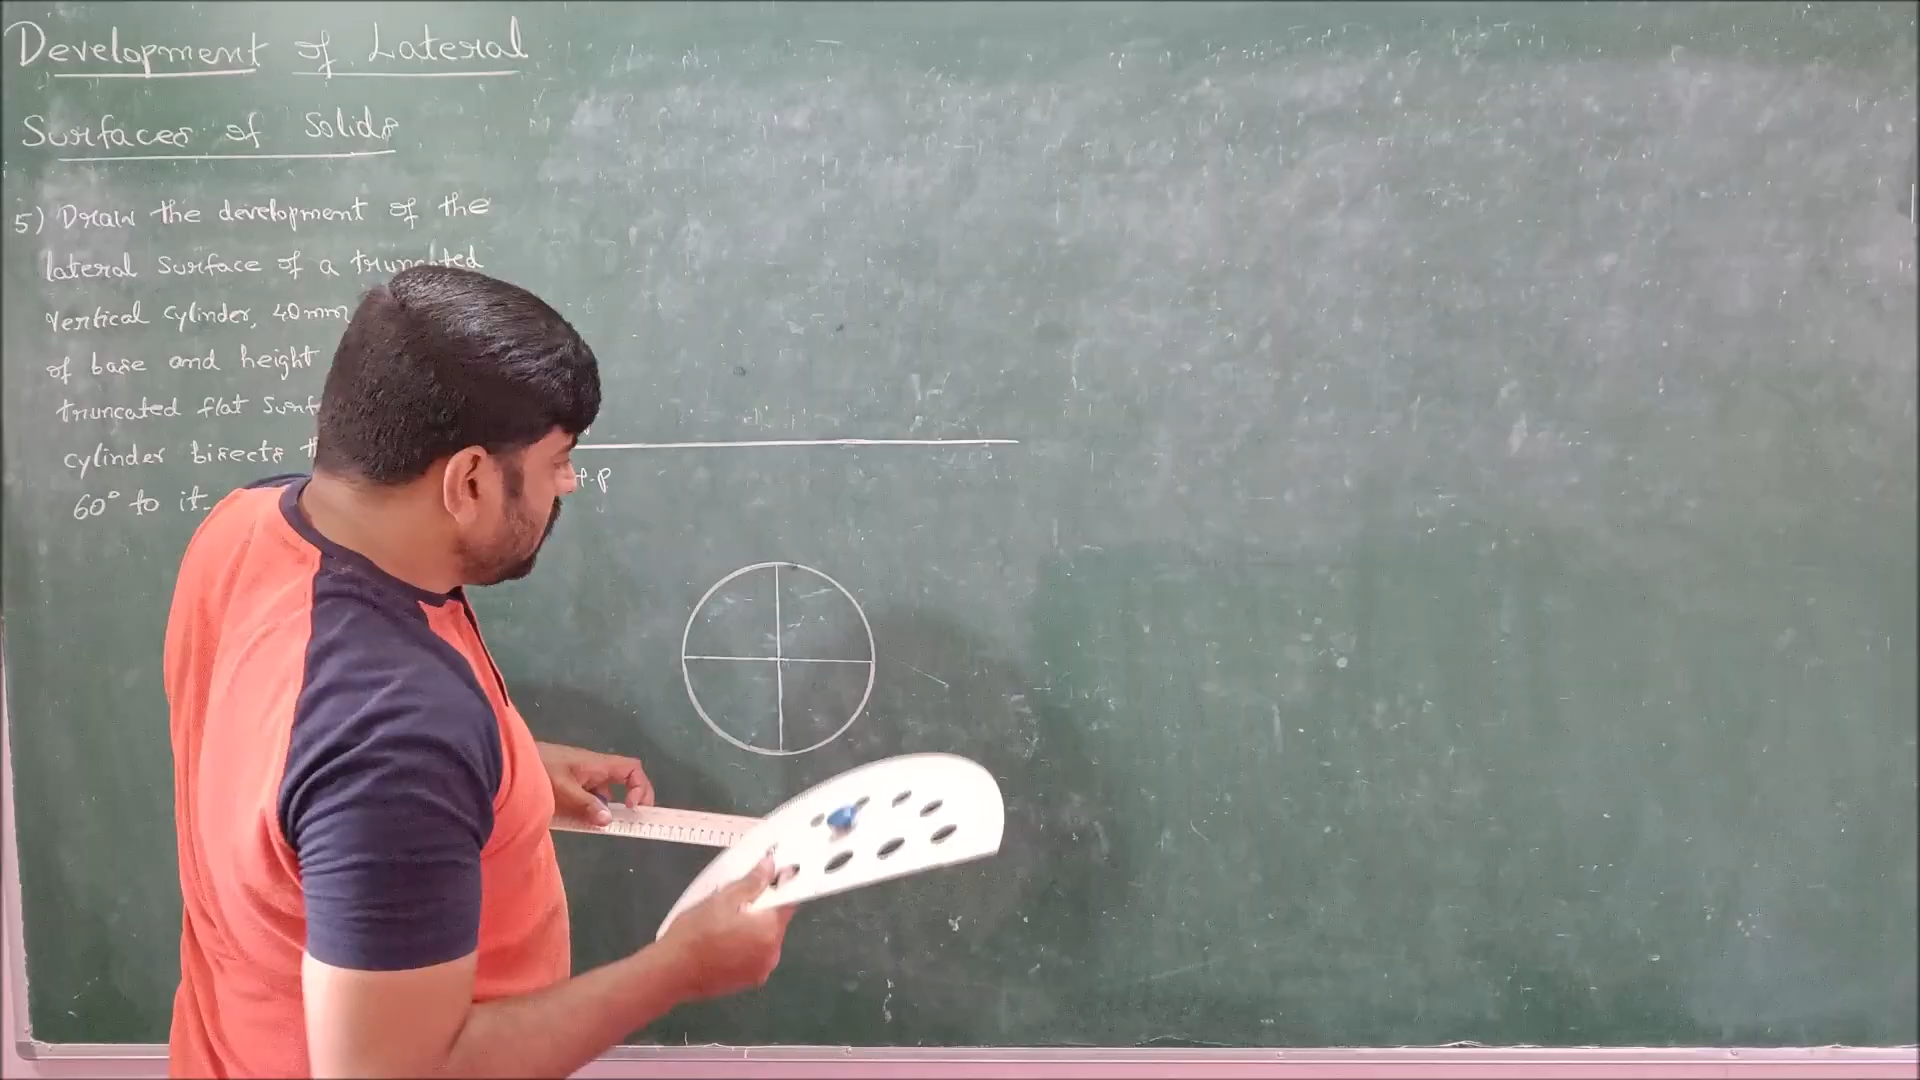 Development of Lateral
Surfaces of Solids
5) Draw the development of the
lateral surface of a truncated
vertical cylinder, 40mm
of base and height
truncated flat
cylinder bisects
60° to it.